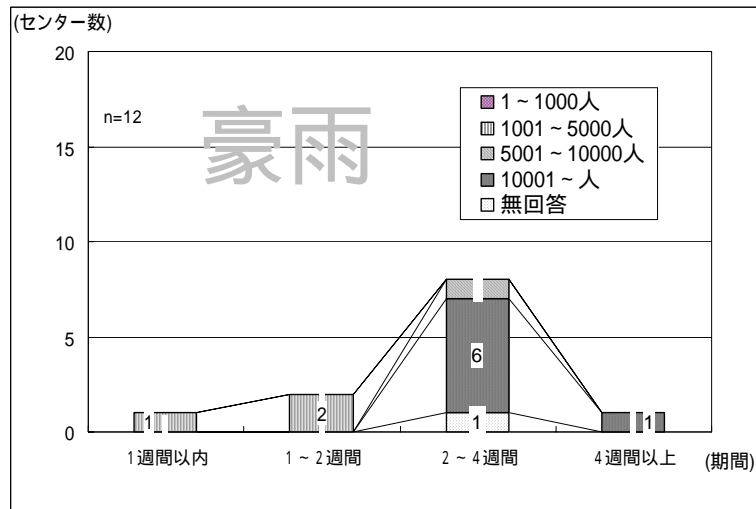 (センター数)
20
n=12
豪雨
1～1000人
1001～5000人
5001～10000人
10001～人
無回答
15
10
5
0
1
2
1
6
1
1
1週間以内
1～2週間
2～4週間
4週間以上
(期間)